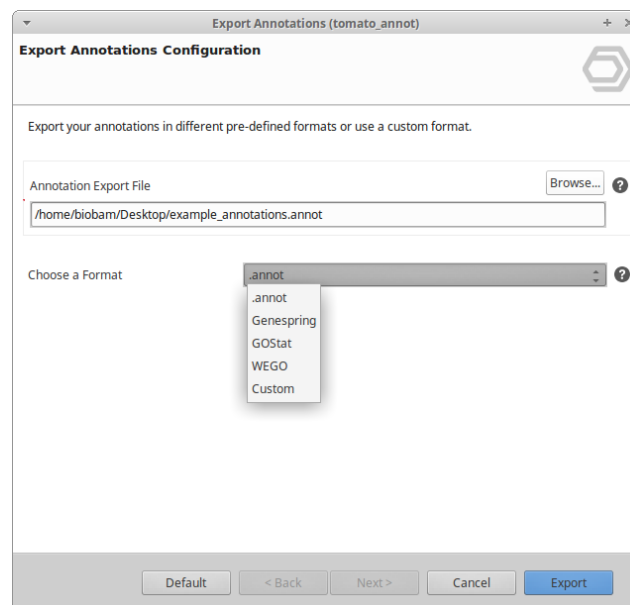 Export Annotations (tomato_annot)
Export Annotations Configuration
Export your annotations in different pre-defined formats or use a custom format.
Annotation Export File
Browse...
/home/biobam/Desktop/example_annotations.annot
Choose a Format
.annot
.annot
Genespring
GOStat
WEGO
Custom
Default
< Back
Next >
Cancel
Export